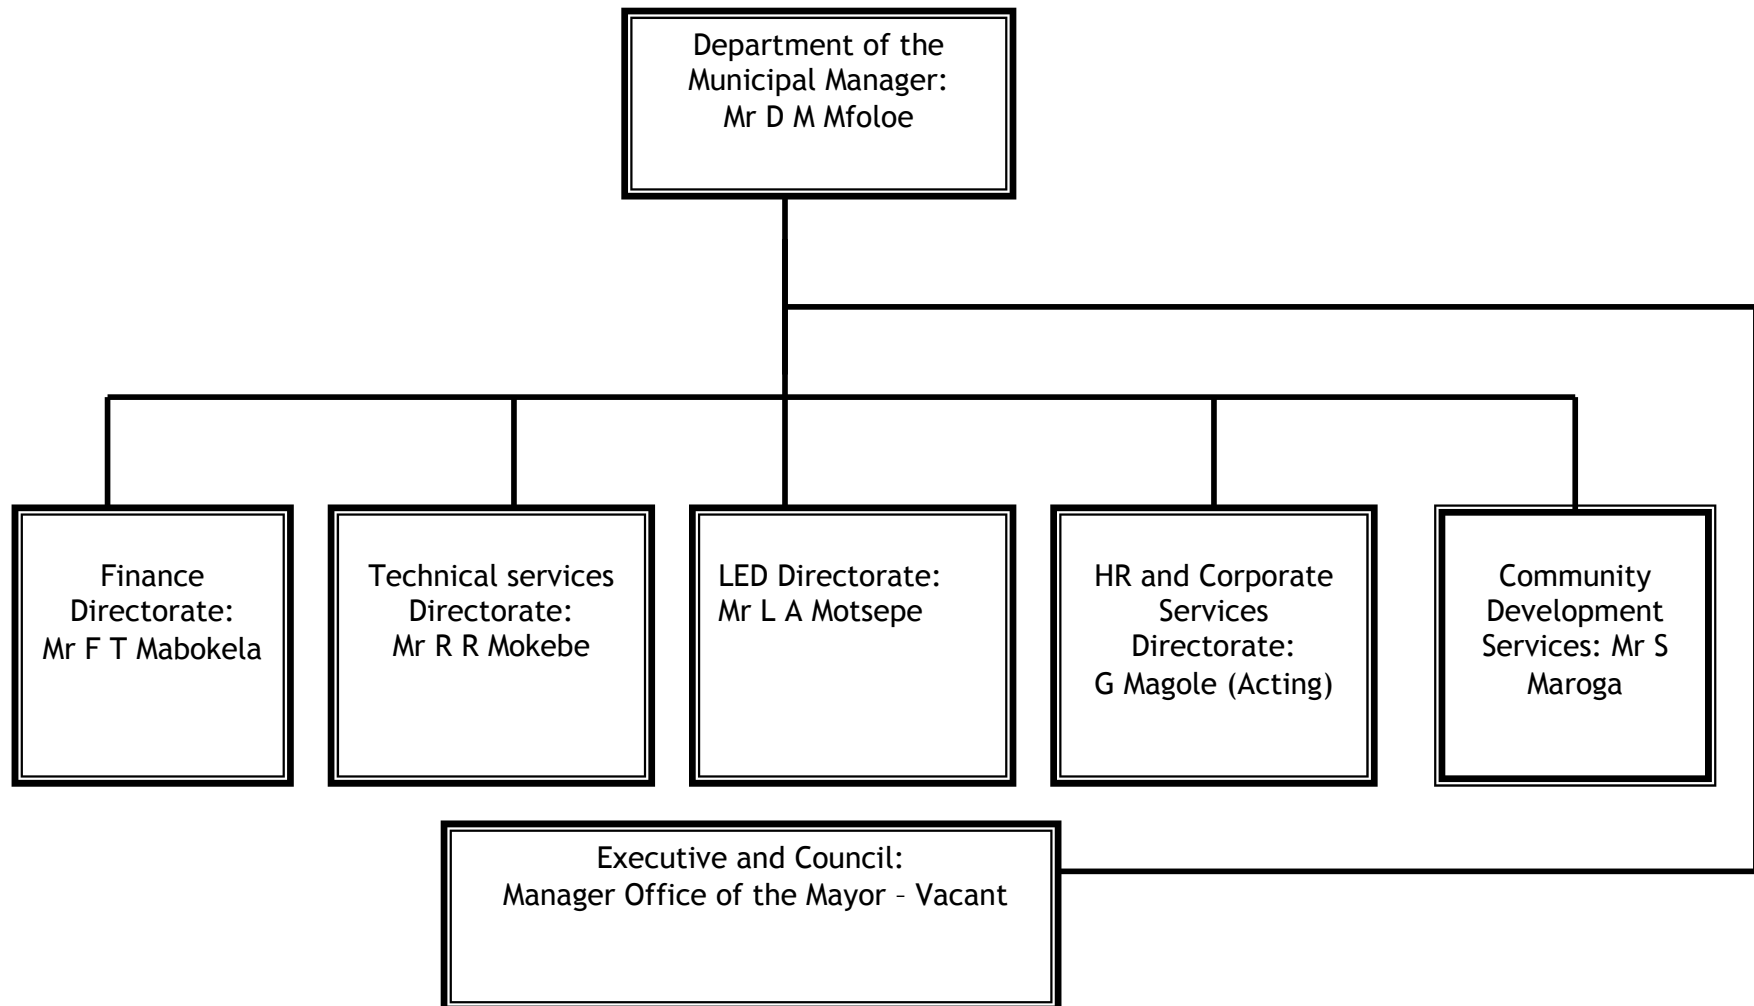 Department of the
Municipal Manager:
Mr D M Mfoloe
Finance
Directorate:
Mr F T Mabokela
Technical services
Directorate:
Mr R R Mokebe
LED Directorate:
Mr L A Motsepe
HR and Corporate
Services
Directorate:
G Magole (Acting)
Community
Development
Services: Mr S
Maroga
Executive and Council:
Manager Office of the Mayor – Vacant